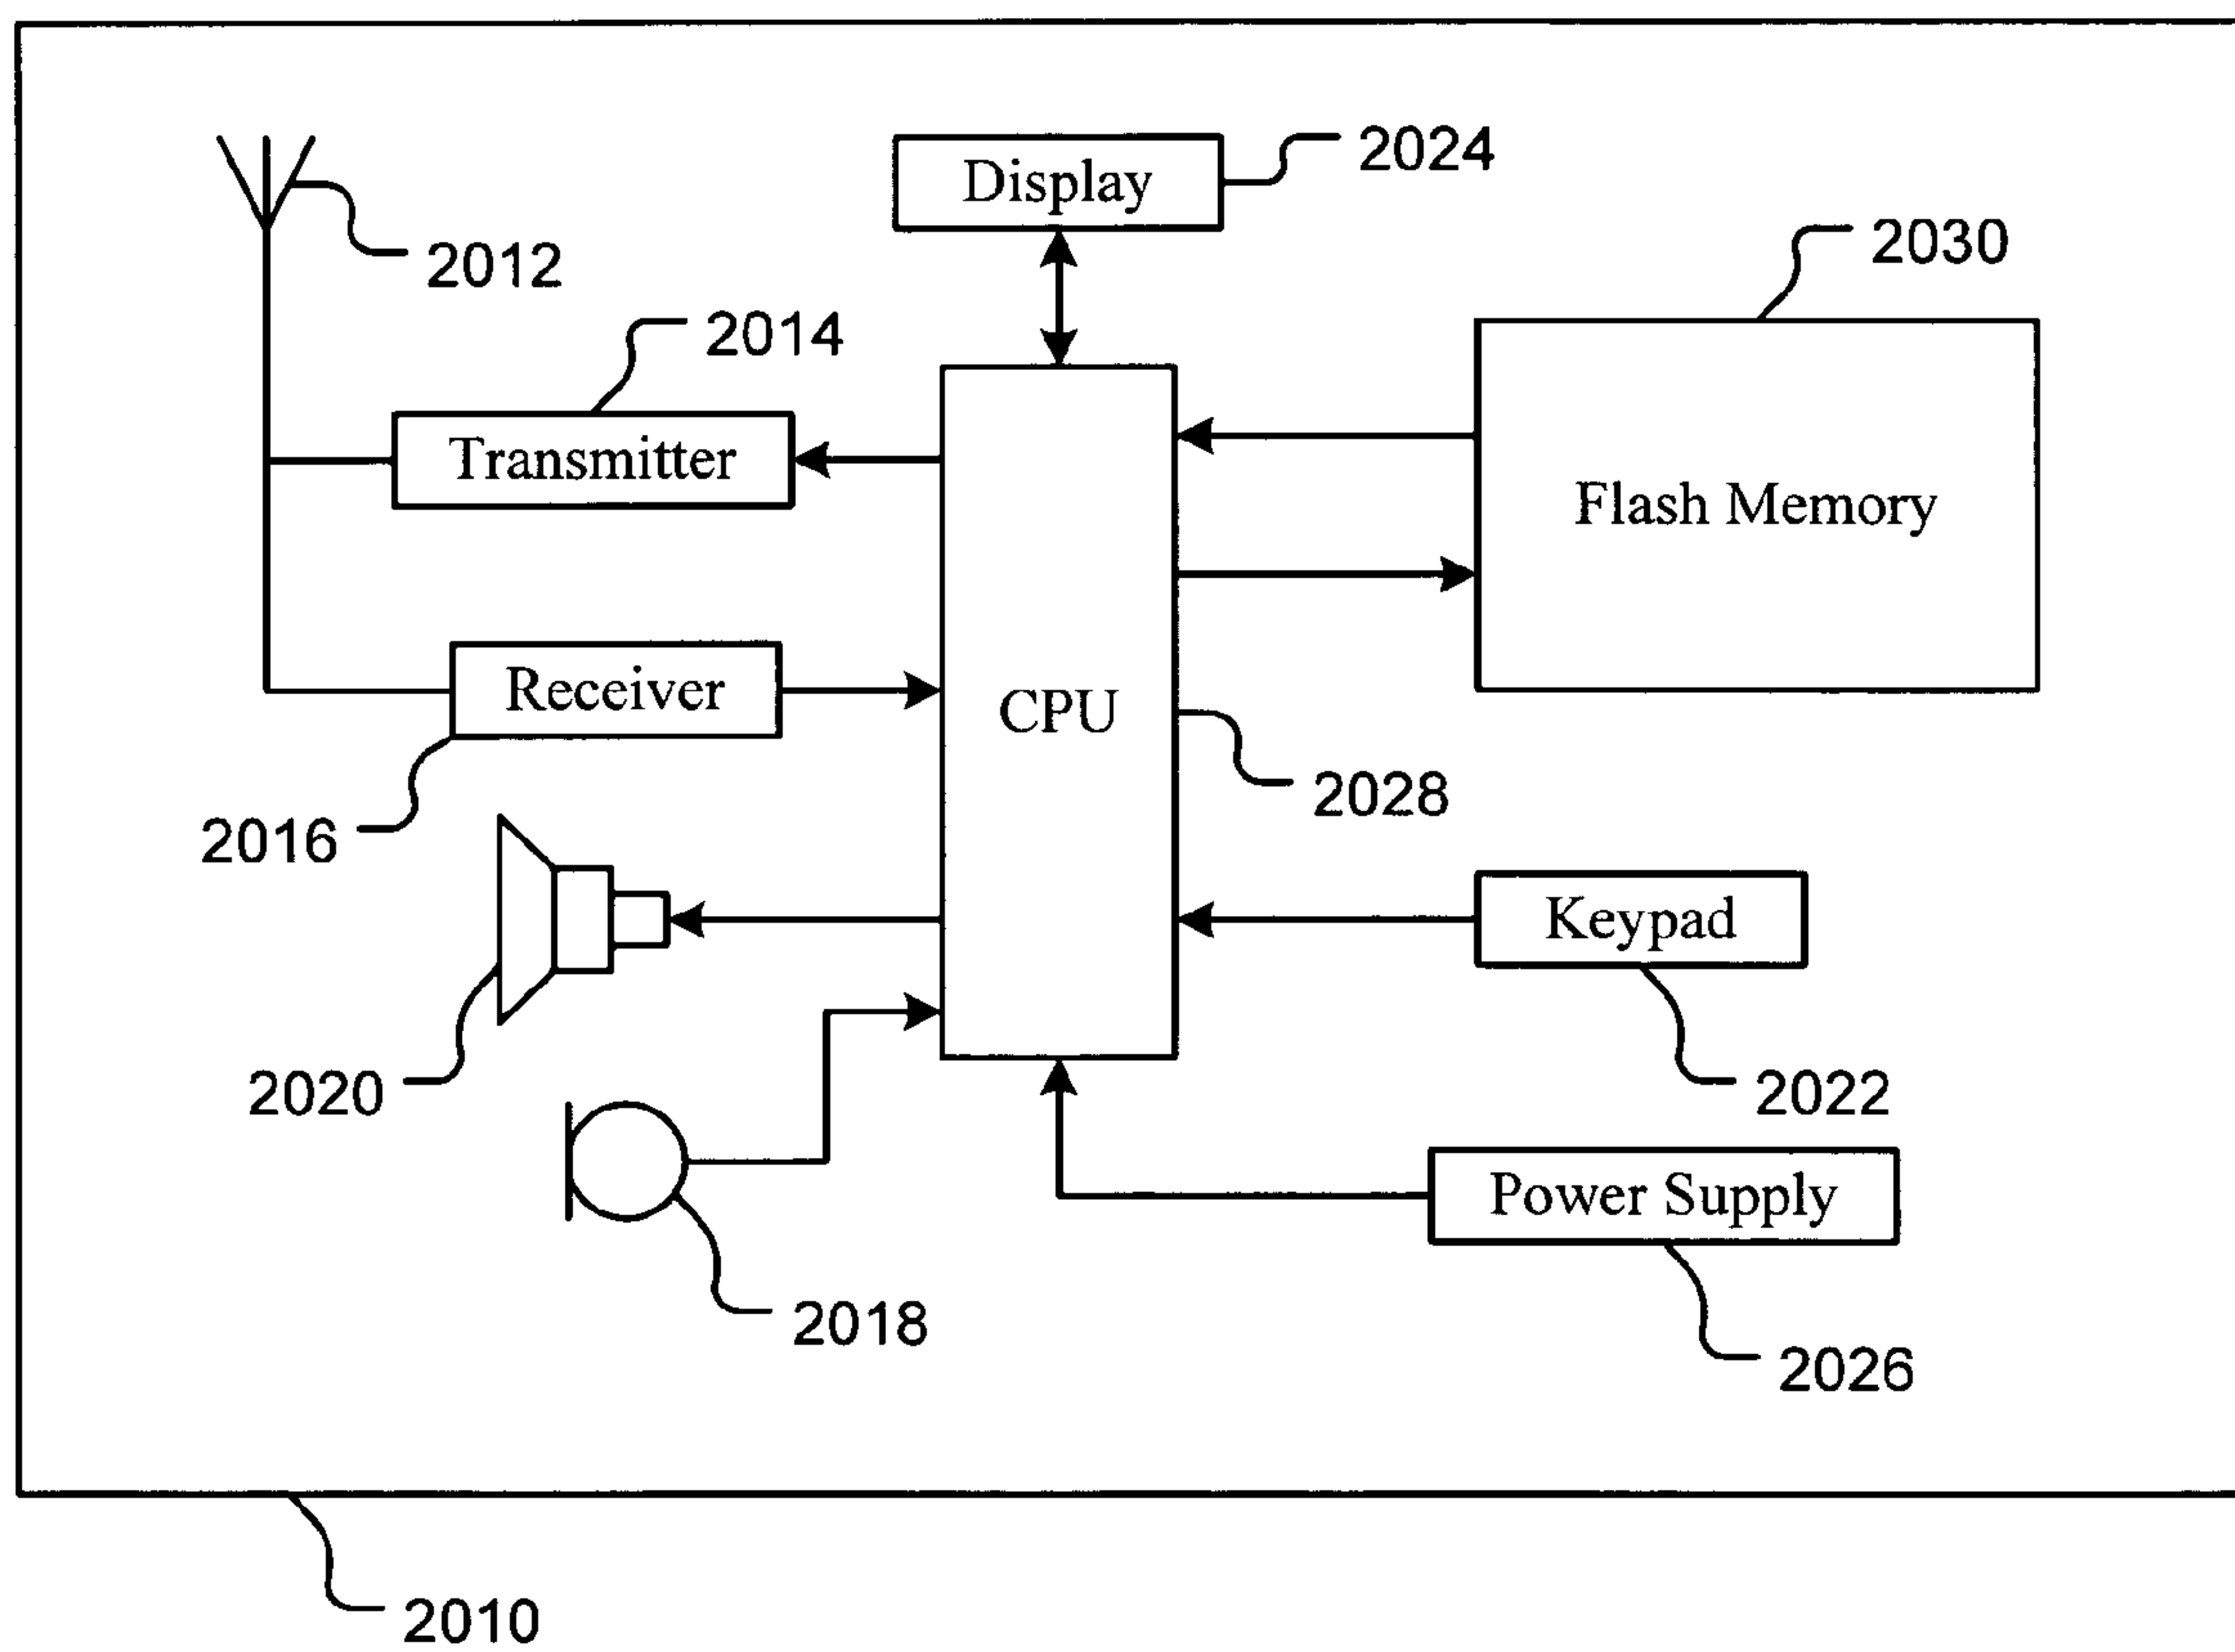 Display
2024
2012
2030
2014
Transmitter
Flash Memory
Receiver
CPU
2028
2016
Keypad
2020
2022
Power Supply
2018
2026
2010